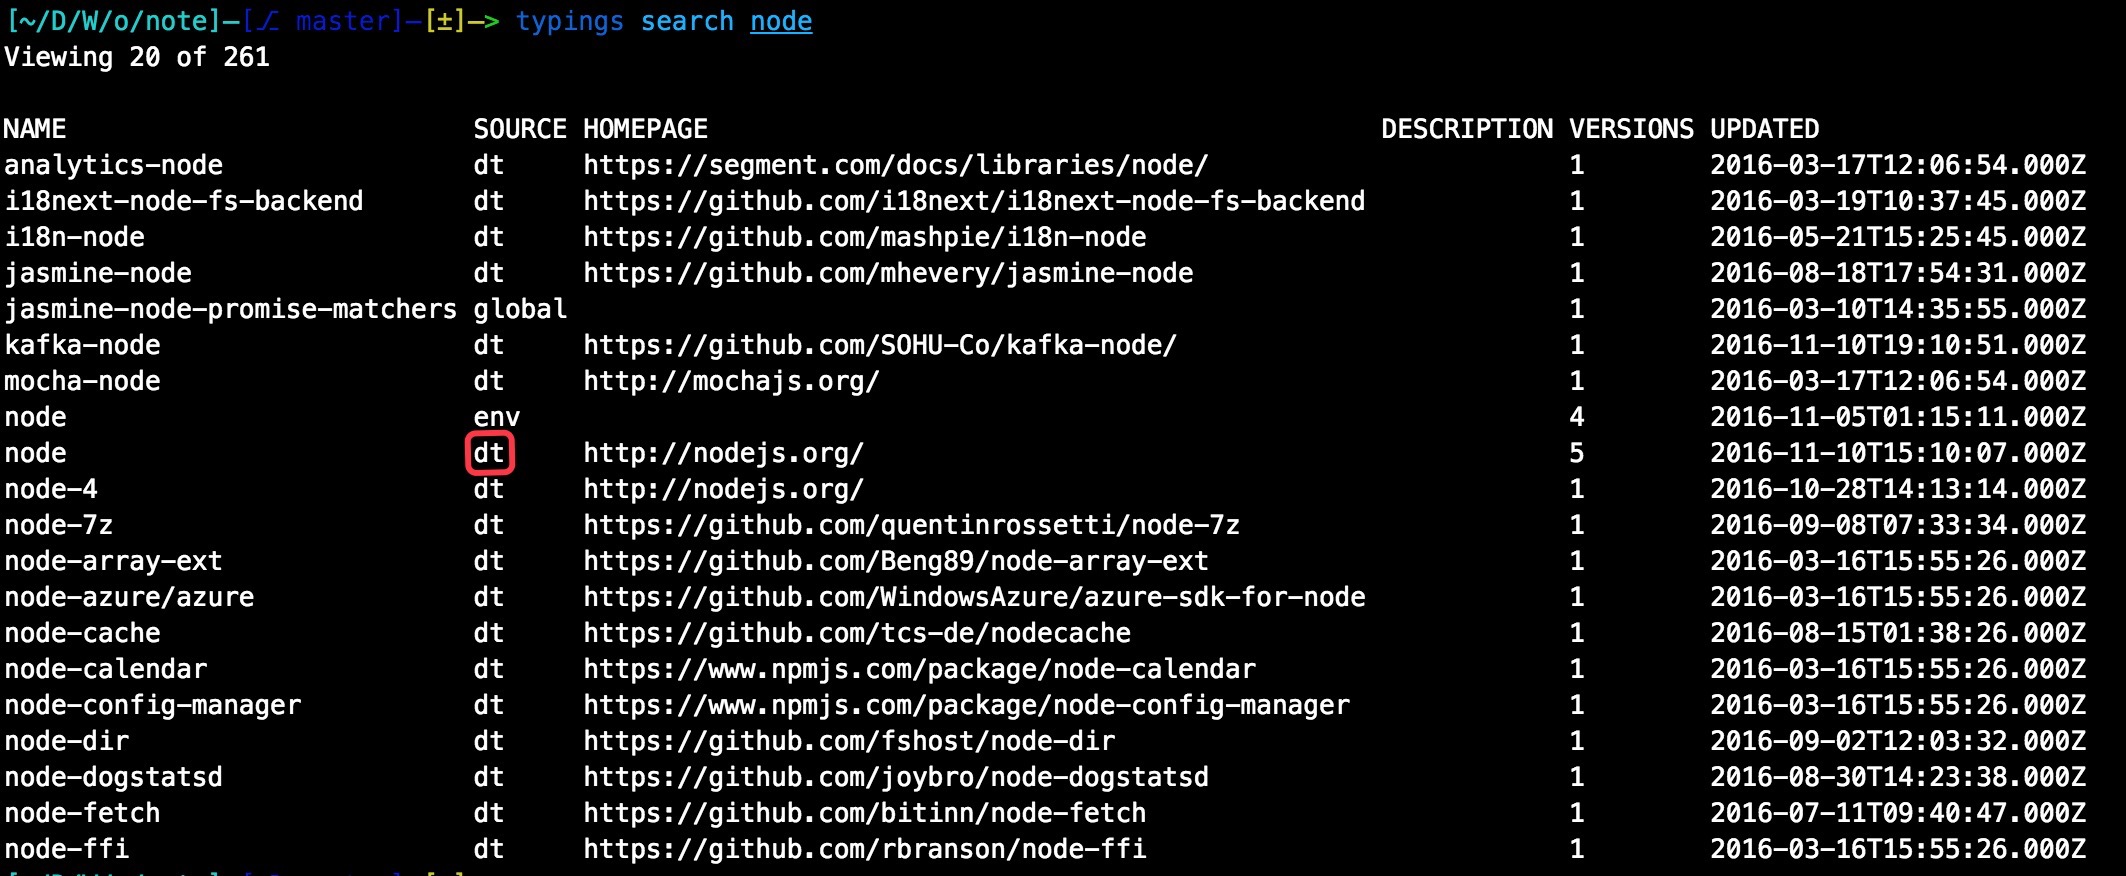 [~/D/W/o/note]—[⎇ master]—[±]—> typings search node
Viewing 20 of 261
NAME SOURCE HOMEPAGE DESCRIPTION VERSIONS UPDATED
analytics-node dt https://segment.com/docs/libraries/node/ 1 2016-03-17T12:06:54.000Z
i18next-node-fs-backend dt https://github.com/i18next/i18next-node-fs-backend 1 2016-03-19T10:37:45.000Z
i18n-node dt https://github.com/mashpie/i18n-node 1 2016-05-21T15:25:45.000Z
jasmine-node dt https://github.com/mhevery/jasmine-node 1 2016-08-18T17:54:31.000Z
jasmine-node-promise-matchers global 1 2016-03-10T14:35:55.000Z
kafka-node dt https://github.com/SOHU-Co/kafka-node/ 1 2016-11-10T19:10:51.000Z
mocha-node dt http://mochajs.org/ 1 2016-03-17T12:06:54.000Z
node env 4 2016-11-05T01:15:11.000Z
node dt http://nodejs.org/ 5 2016-11-10T15:10:07.000Z
node-4 dt http://nodejs.org/ 1 2016-10-28T14:13:14.000Z
node-7z dt https://github.com/quentinrossetti/node-7z 1 2016-09-08T07:33:34.000Z
node-array-ext dt https://github.com/Beng89/node-array-ext 1 2016-03-16T15:55:26.000Z
node-azure/azure dt https://github.com/WindowsAzure/azure-sdk-for-node 1 2016-03-16T15:55:26.000Z
node-cache dt https://github.com/tcs-de/nodecache 1 2016-08-15T01:38:26.000Z
node-calendar dt https://www.npmjs.com/package/node-calendar 1 2016-03-16T15:55:26.000Z
node-config-manager dt https://www.npmjs.com/package/node-config-manager 1 2016-03-16T15:55:26.000Z
node-dir dt https://github.com/fshost/node-dir 1 2016-09-02T12:03:32.000Z
node-dogstatsd dt https://github.com/joybro/node-dogstatsd 1 2016-08-30T14:23:38.000Z
node-fetch dt https://github.com/bitinn/node-fetch 1 2016-07-11T09:40:47.000Z
node-ffi dt https://github.com/rbranson/node-ffi 1 2016-03-16T15:55:26.000Z